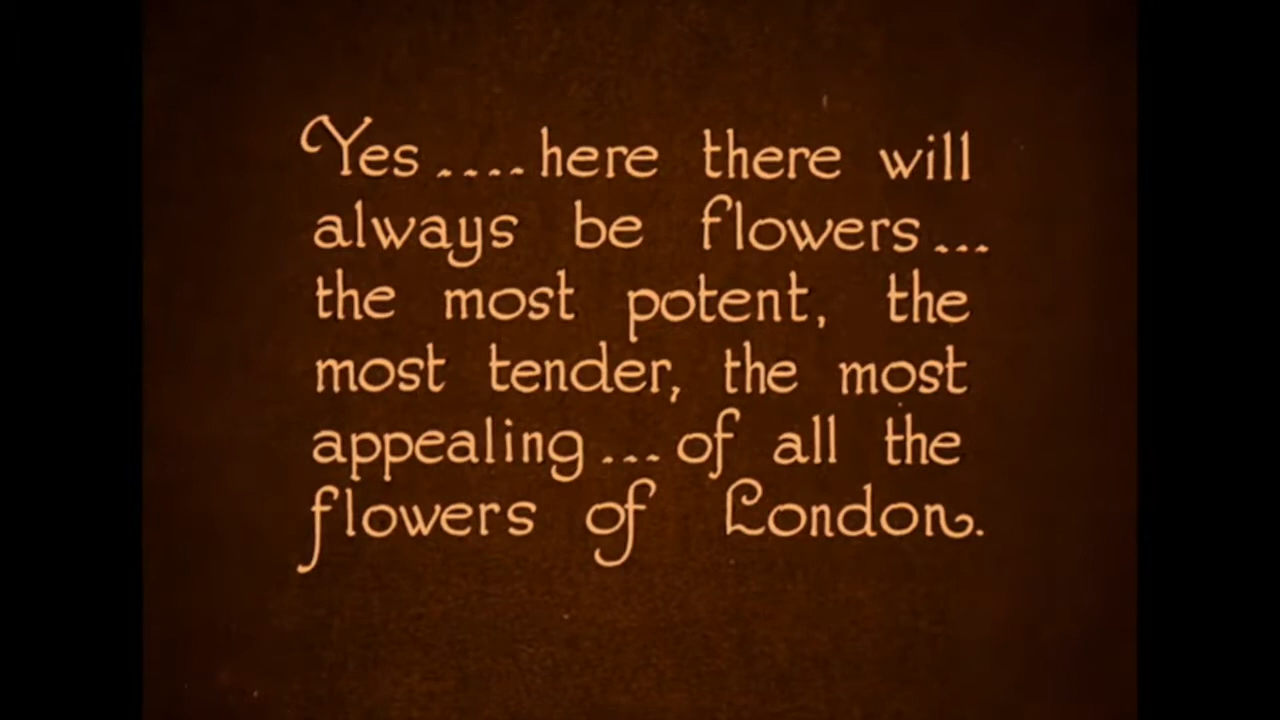 Yes....here there will
always be flowers...
the most potent, the
most tender, the most
appealing...of all the
flowers of London.